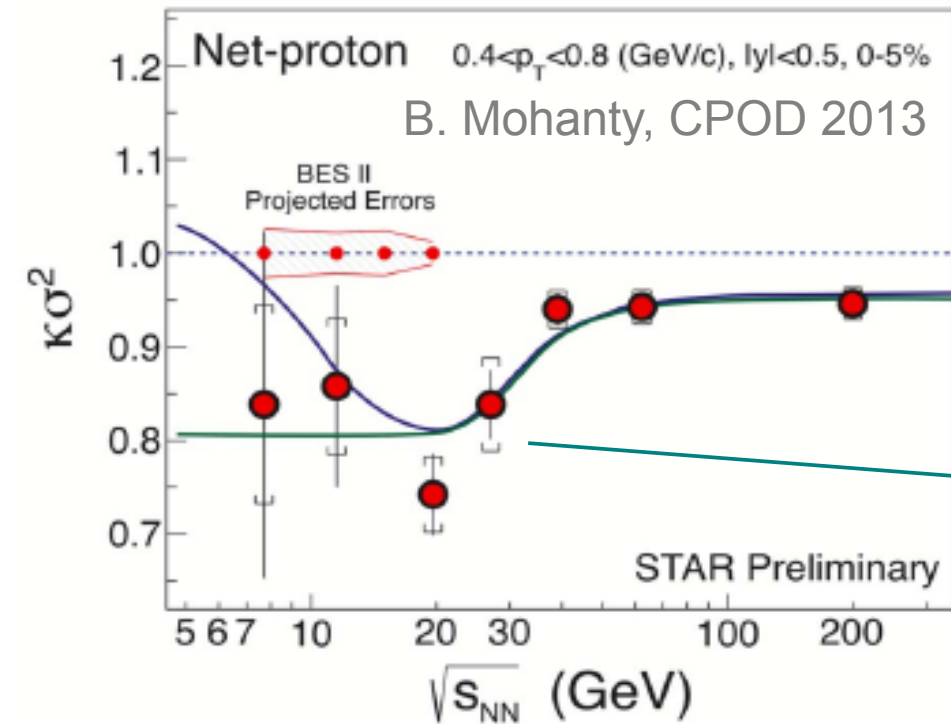 Net-proton 0.4<p_T<0.8 (GeV/c), |y|<0.5, 0-5%
B. Mohanty, CPOD 2013
BES II
Projected Errors
1.2
1.1
1.0
0.9
0.8
0.7
κσ²
STAR Preliminary
5 6 7 10 20 30 100 200
√s_NN (GeV)